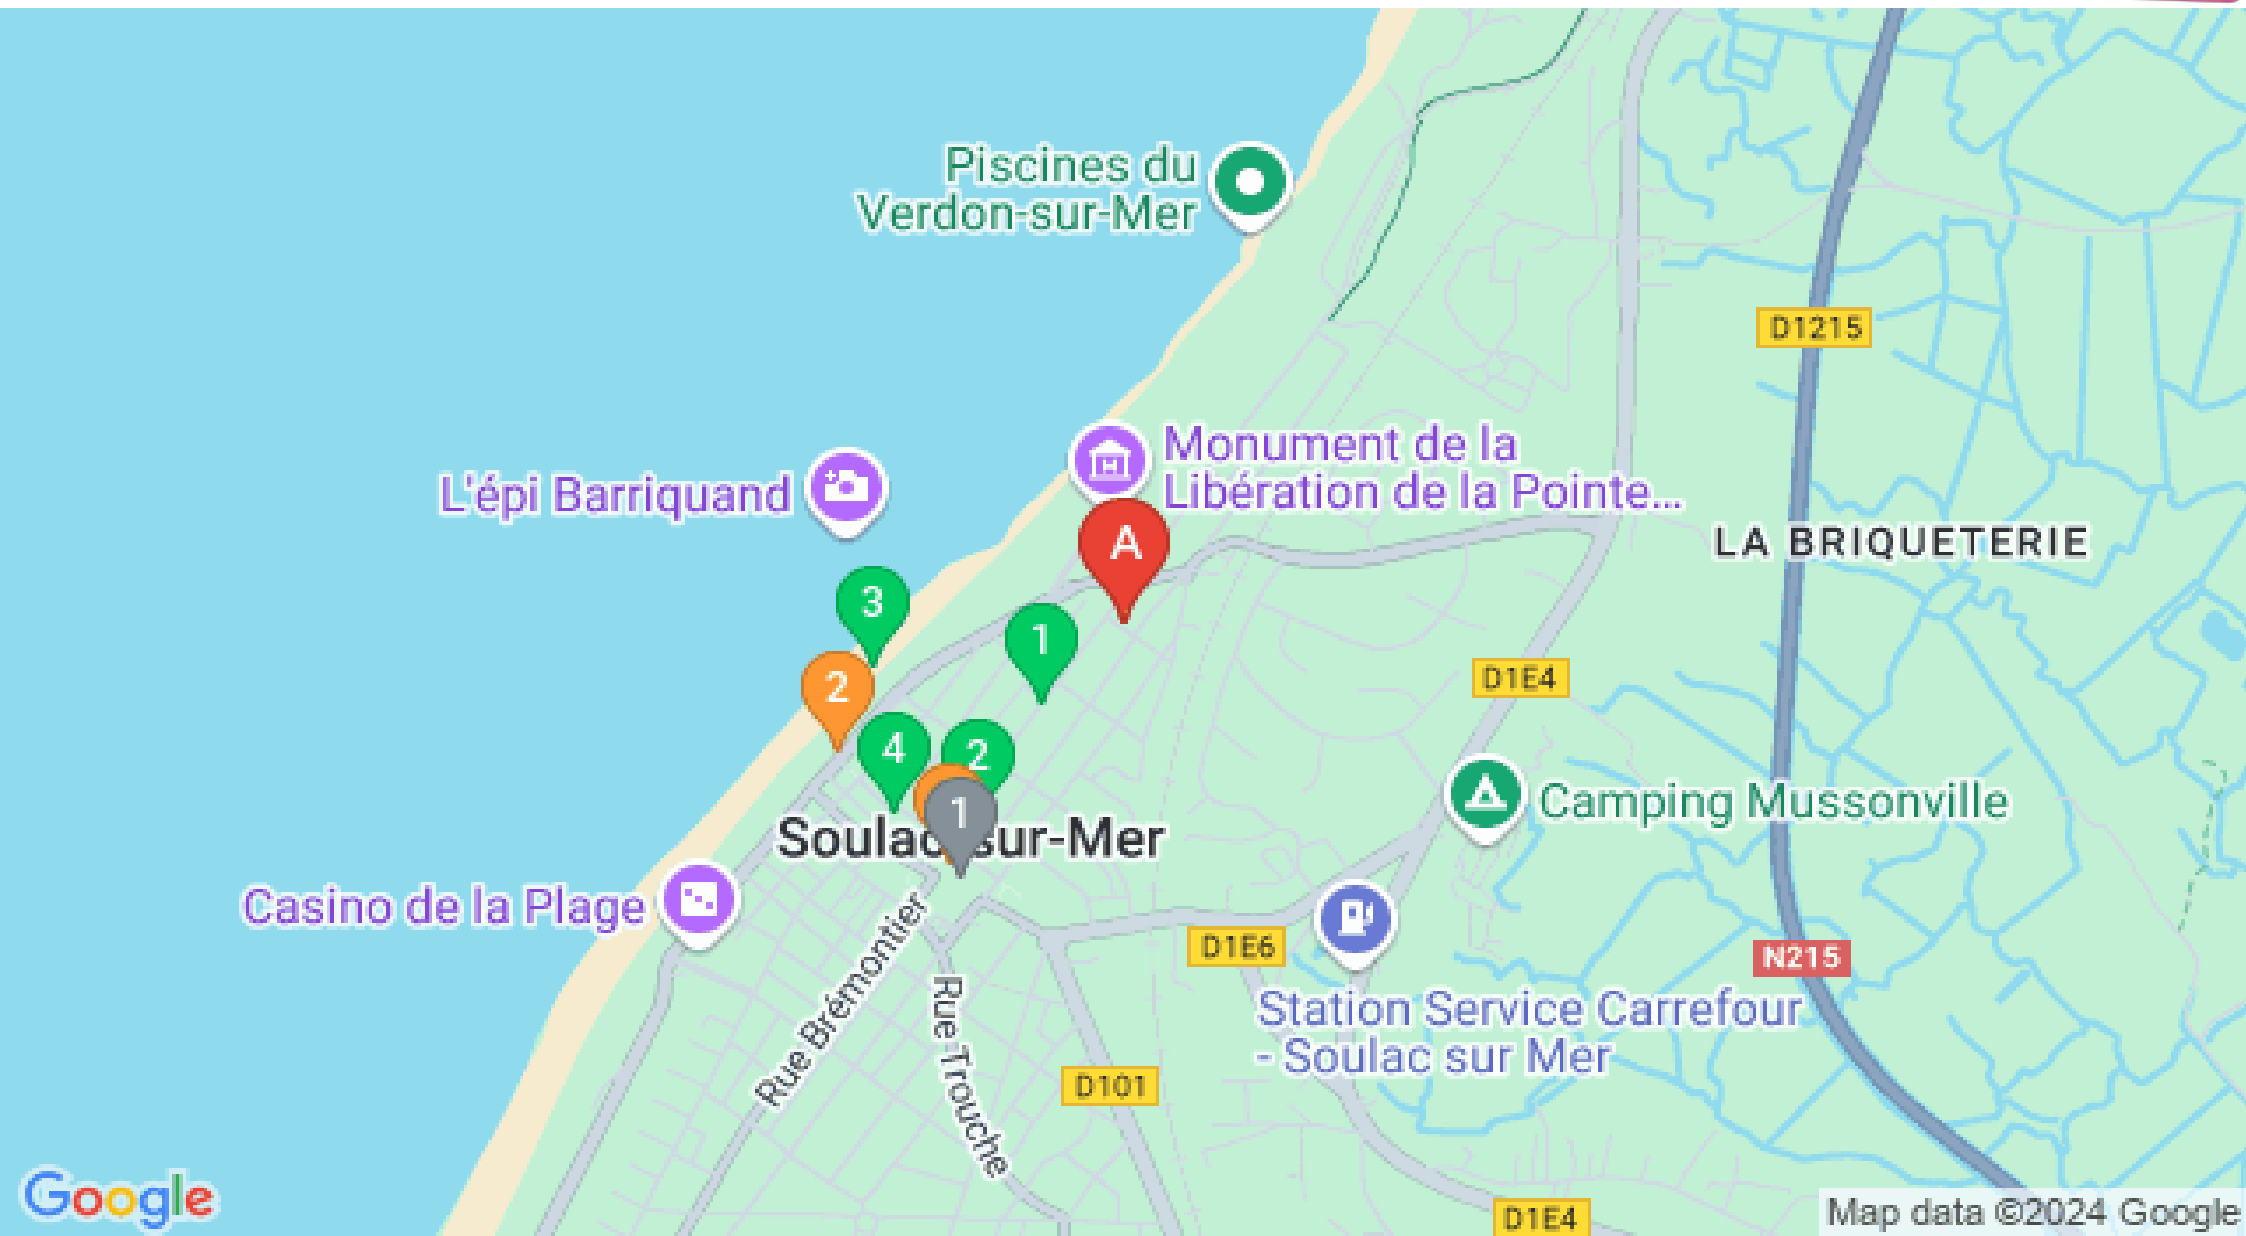 Piscines du
Verdon-sur-Mer
D1215
Monument de la
Libération de la Pointe...
L'épi Barriquand
A
LA BRIQUETERIE
3
1
2
D1E4
4
2
1
Camping Mussonville
Soulac-sur-Mer
Casino de la Plage
D1E6
N215
Rue Brémontier
Rue Trouche
Station Service Carrefour
- Soulac sur Mer
D101
Google
D1E4
Map data ©2024 Google